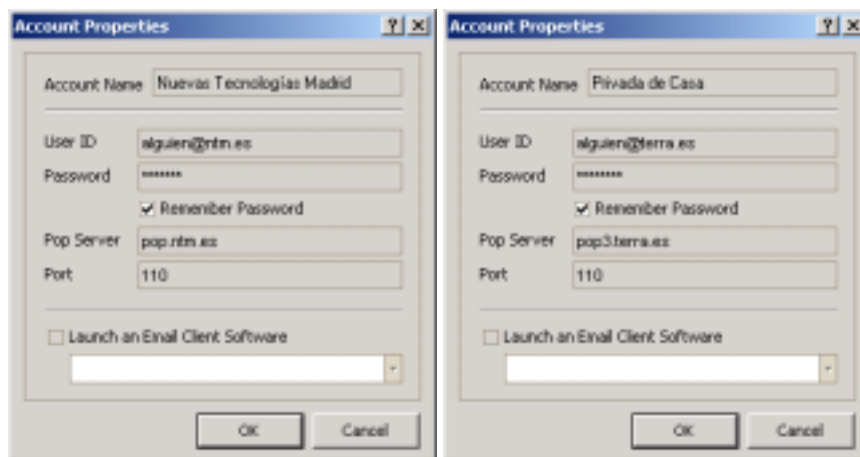 Account Properties
Account Name Nuevas Tecnologías Madrid
User ID alguien@ntm.es
Password *******
Remember Password
Pop Server pop.ntm.es
Port 110
Launch an Email Client Software
OK Cancel
Account Properties
Account Name Privada de Casa
User ID alguien@terra.es
Password ********
Remember Password
Pop Server pop3.terra.es
Port 110
Launch an Email Client Software
OK Cancel